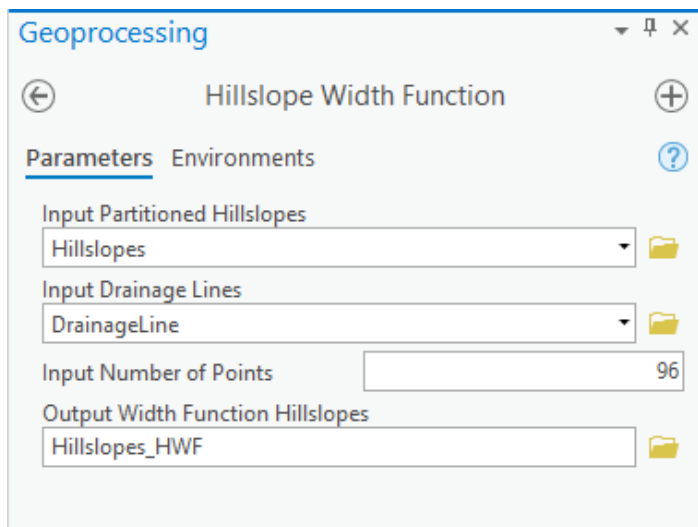 Geoprocessing
Hillslope Width Function
Parameters Environments
Input Partitioned Hillslopes
Hillslopes
Input Drainage Lines
DrainageLine
Input Number of Points 96
Output Width Function Hillslopes
Hillslopes_HWF